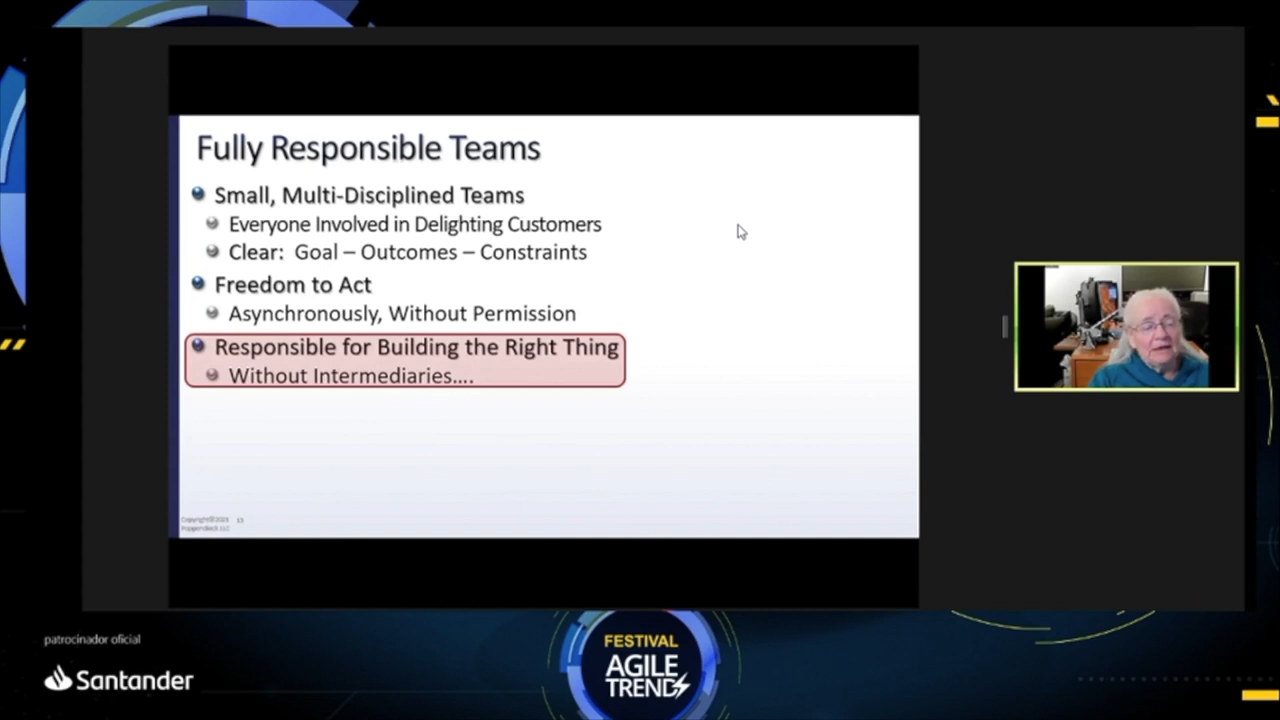 Fully Responsible Teams
Small, Multi-Disciplined Teams
Everyone Involved in Delighting Customers
Clear: Goal – Outcomes – Constraints
Freedom to Act
Asynchronously, Without Permission
Responsible for Building the Right Thing
Without Intermediaries....
patrocinador oficial
Santander
FESTIVAL
AGILE
TRENDS